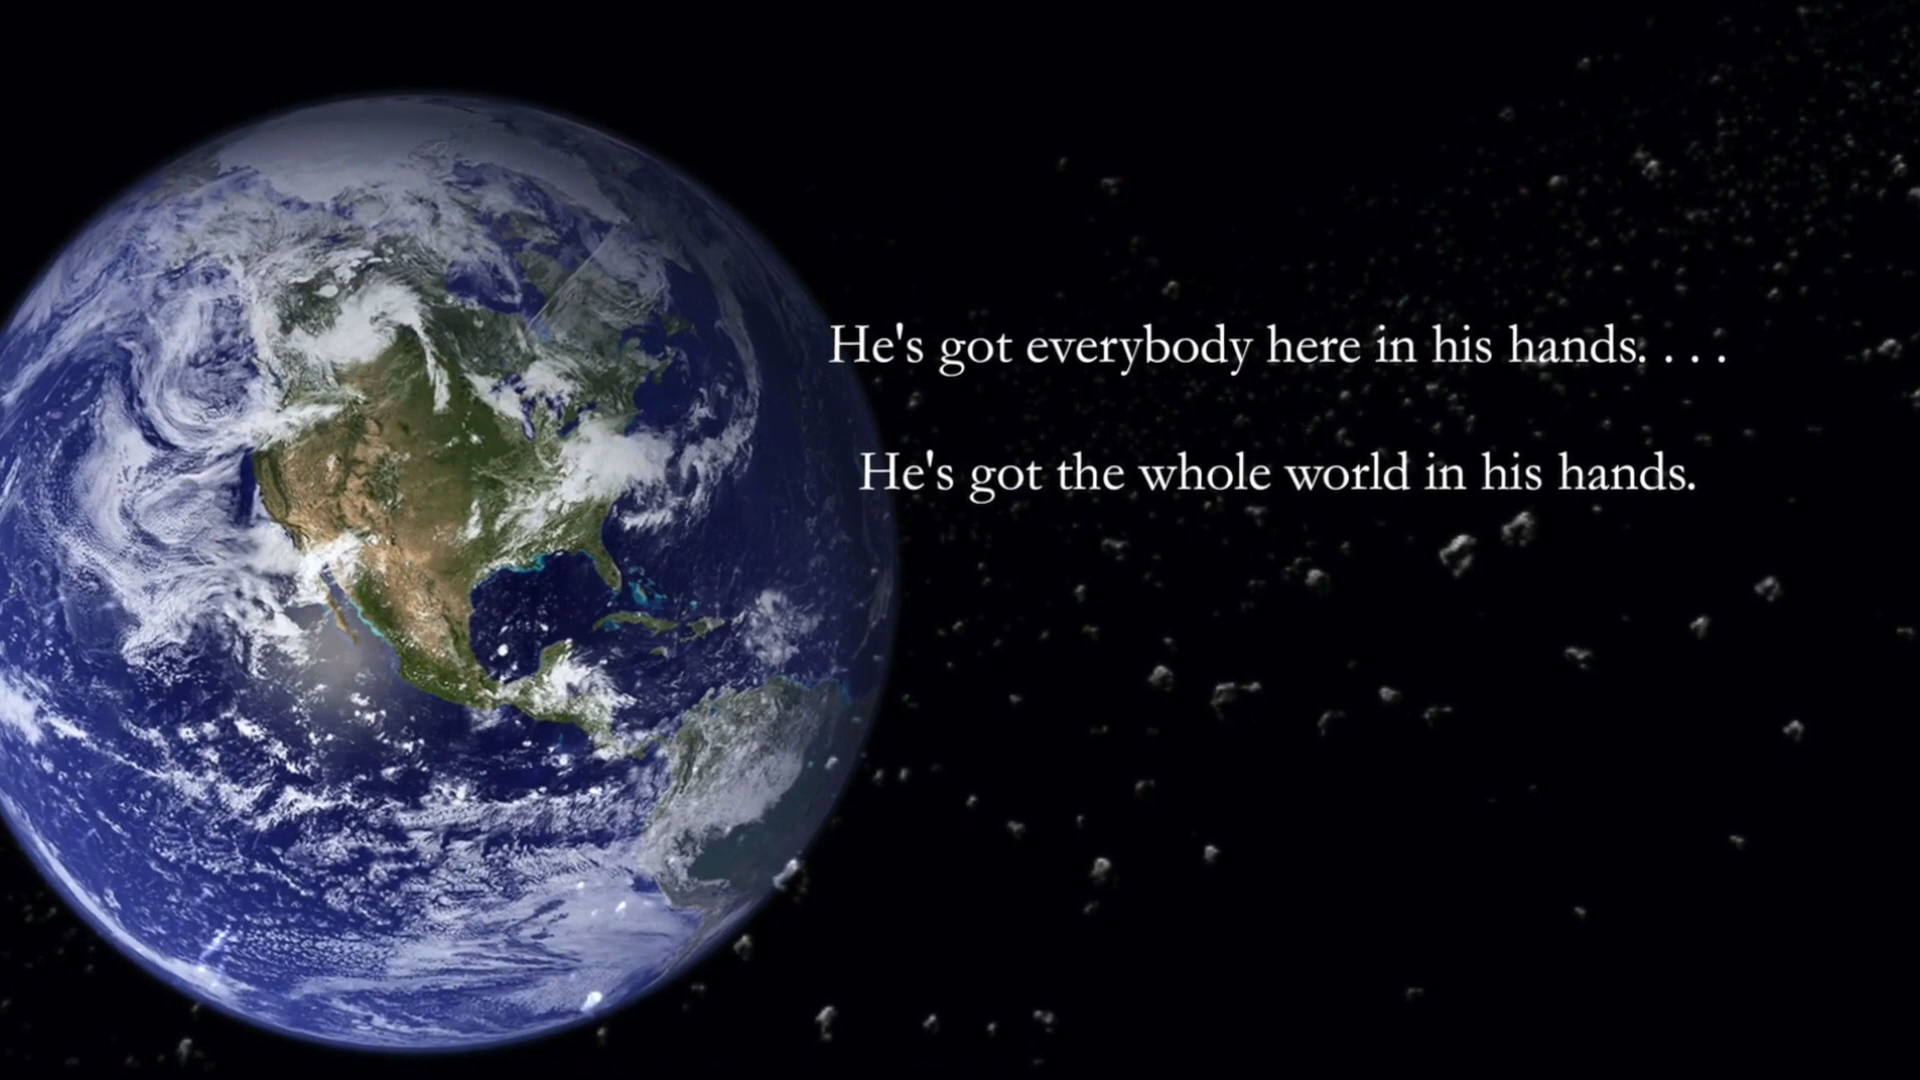 He's got everybody here in his hands. . . .
He's got the whole world in his hands.